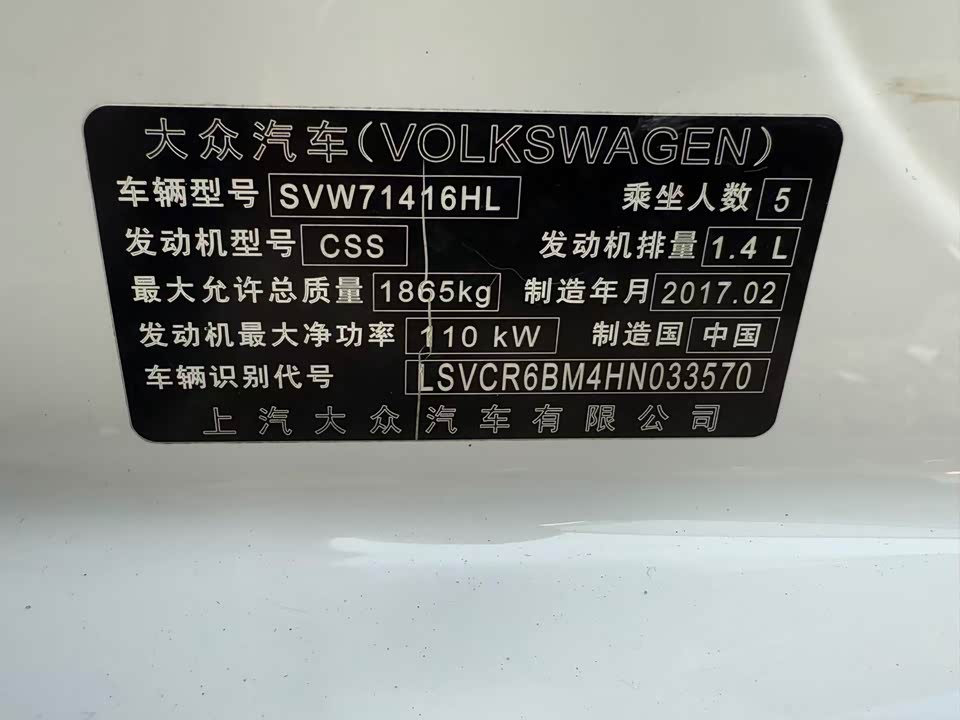 大众汽车(VOLKSWAGEN)
车辆型号 SVW71416HL 乘坐人数 5
发动机型号 CSS 发动机排量 1.4 L
最大允许总质量 1865kg 制造年月 2017.02
发动机最大净功率 110 kW 制造国 中国
车辆识别代号 LSVCR6BM4HN033570
上汽大众汽车有限公司